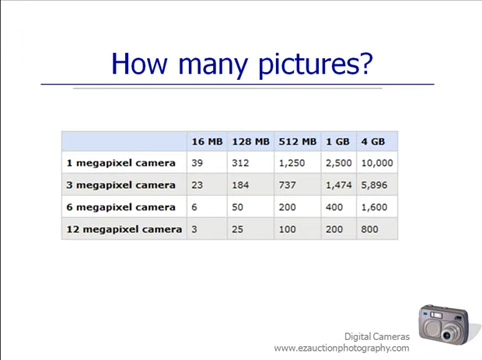 How many pictures?
16 MB 128 MB 512 MB 1 GB 4 GB
1 megapixel camera 39 312 1,250 2,500 10,000
3 megapixel camera 23 184 737 1,474 5,896
6 megapixel camera 6 50 200 400 1,600
12 megapixel camera 3 25 100 200 800
Digital Cameras
www.ezauctionphotography.com